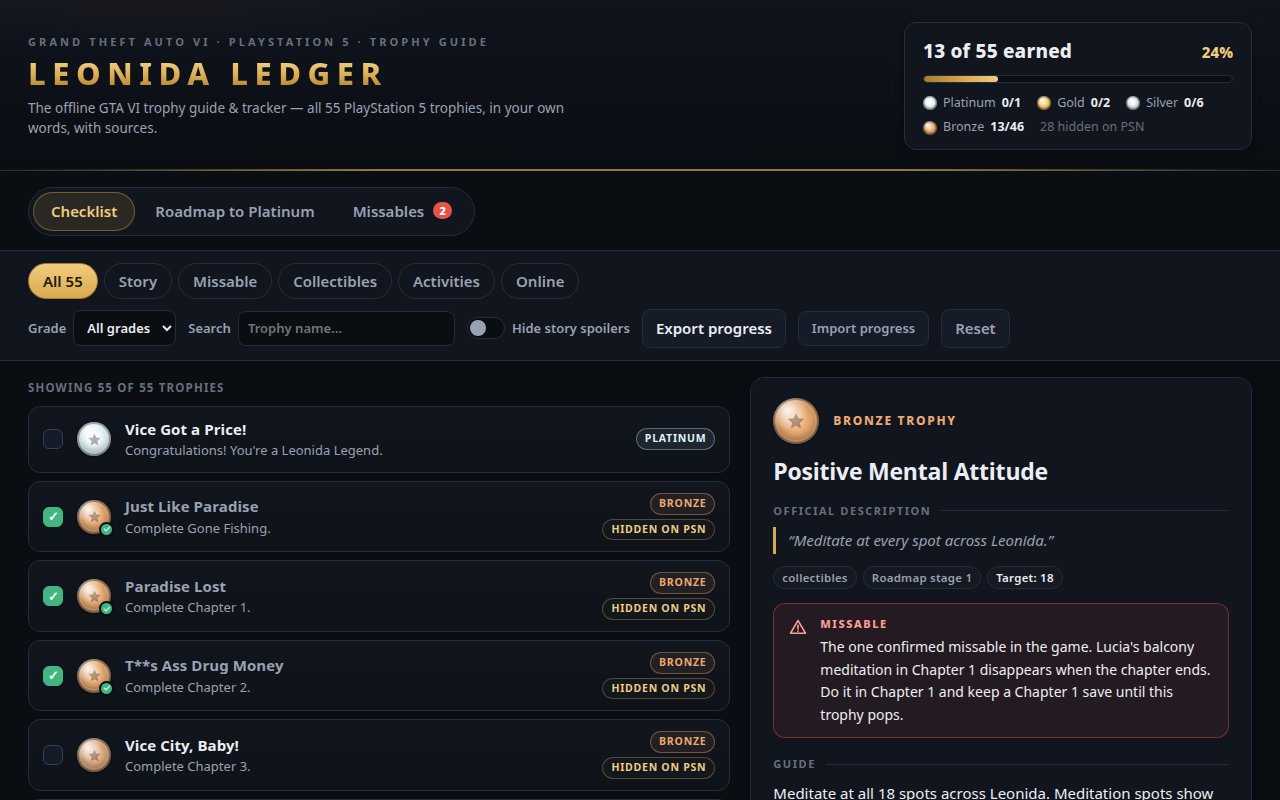 GRAND THEFT AUTO VI · PLAYSTATION 5 · TROPHY GUIDE
LEONIDA LEDGER
The offline GTA VI trophy guide & tracker — all 55 PlayStation 5 trophies, in your own
words, with sources.
13 of 55 earned
24%
Platinum 0/1
Gold 0/2
Silver 0/6
Bronze 13/46
28 hidden on PSN
Checklist
Roadmap to Platinum
Missables 2
All 55
Story
Missable
Collectibles
Activities
Online
Grade
All grades
Search
Trophy name...
Hide story spoilers
Export progress
Import progress
Reset
SHOWING 55 OF 55 TROPHIES
Vice Got a Price!
Congratulations! You're a Leonida Legend.
PLATINUM
Just Like Paradise
Complete Gone Fishing.
BRONZE
HIDDEN ON PSN
Paradise Lost
Complete Chapter 1.
BRONZE
HIDDEN ON PSN
T**s Ass Drug Money
Complete Chapter 2.
BRONZE
HIDDEN ON PSN
Vice City, Baby!
Complete Chapter 3.
BRONZE
HIDDEN ON PSN
BRONZE TROPHY
Positive Mental Attitude
OFFICIAL DESCRIPTION
“Meditate at every spot across Leonida.”
collectibles
Roadmap stage 1
Target: 18
MISSABLE
The one confirmed missable in the game. Lucia's balcony
meditation in Chapter 1 disappears when the chapter ends.
Do it in Chapter 1 and keep a Chapter 1 save until this
trophy pops.
GUIDE
Meditate at all 18 spots across Leonida. Meditation spots show